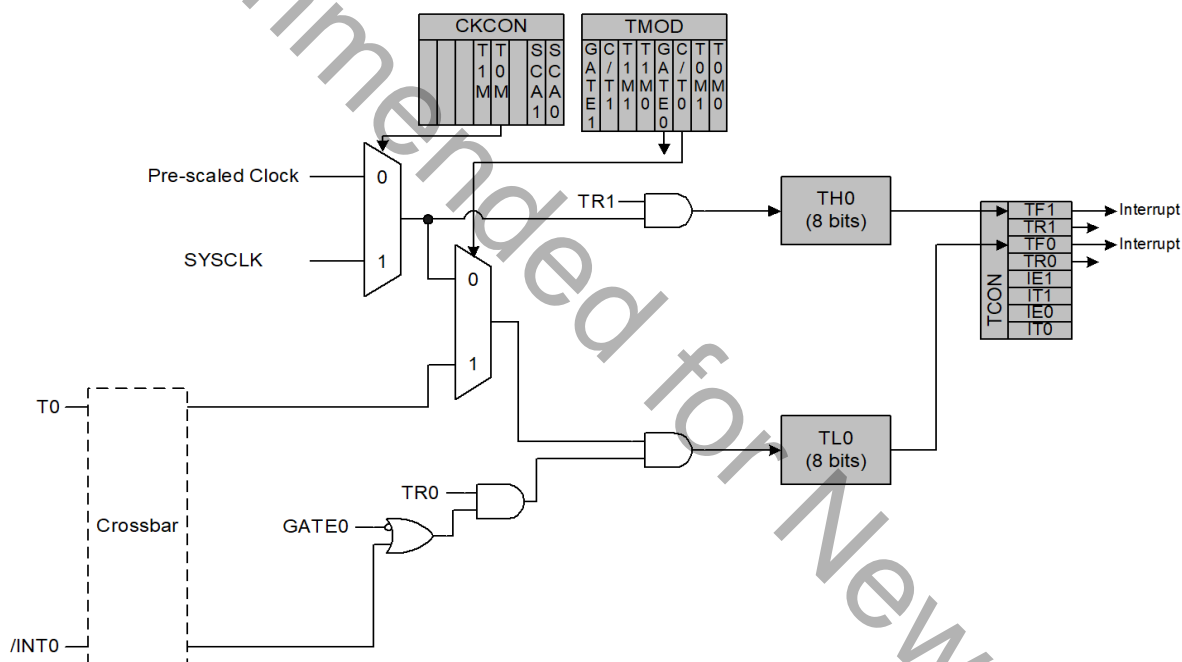 CKCON
T1M
T0M
SCA1
SCA0
TMOD
GATE1
C/T1
T1M1
T1M0
GATE0
C/T0
T0M1
T0M0
Pre-scaled Clock
0
SYSCLK
1
TR1
TH0
(8 bits)
TCON
TF1
TR1
TF0
TR0
IE1
IT1
IE0
IT0
Interrupt
Interrupt
0
1
T0
Crossbar
TL0
(8 bits)
TR0
GATE0
/INT0
mended for New